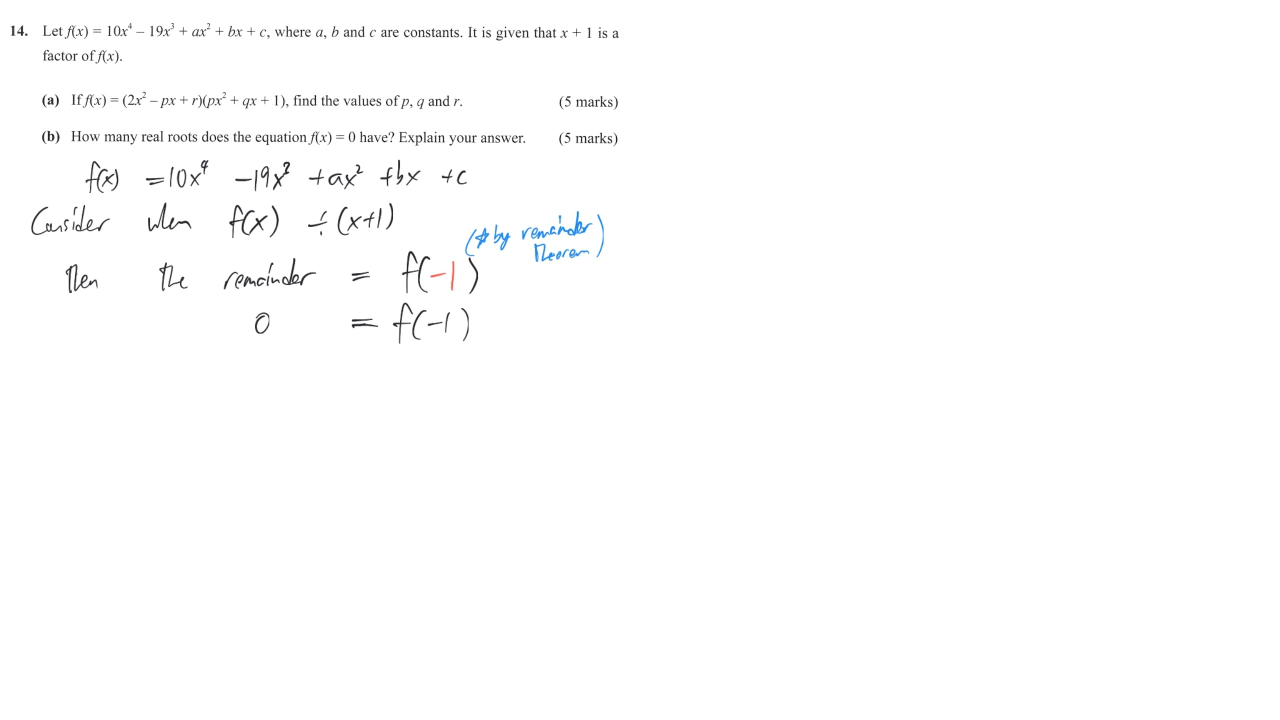 14. Let f(x) = 10x⁴ – 19x³ + ax² + bx + c, where a, b and c are constants. It is given that x + 1 is a
factor of f(x).
(a) If f(x) = (2x² – px + r)(px² + qx + 1), find the values of p, q and r. (5 marks)
(b) How many real roots does the equation f(x) = 0 have? Explain your answer. (5 marks)
f(x) = 10x⁴ – 19x³ + ax² + bx + c
Consider when f(x) ÷ (x+1)
(* by remainder
Theorem)
Then the remainder = f(-1)
0 = f(-1)